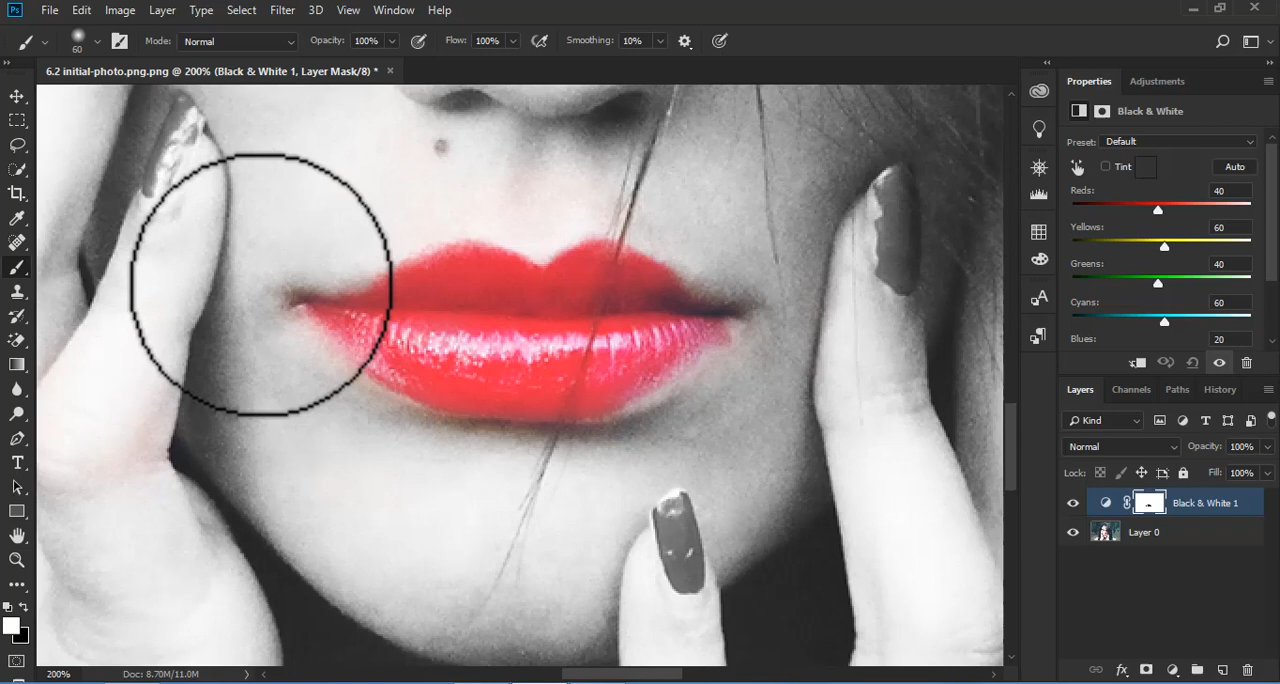 Ps File Edit Image Layer Type Select Filter 3D View Window Help
60 Mode: Normal Opacity: 100% Flow: 100% Smoothing: 10%
6.2 initial-photo.png.png @ 200% (Black & White 1, Layer Mask/8) * ×
Properties Adjustments
Black & White
Preset: Default
Tint Auto
Reds: 40
Yellows: 60
Greens: 40
Cyans: 60
Blues: 20
Layers Channels Paths History
Kind
Normal Opacity: 100%
Lock: Fill: 100%
Black & White 1
Layer 0
200% Doc: 8.70M/11.0M